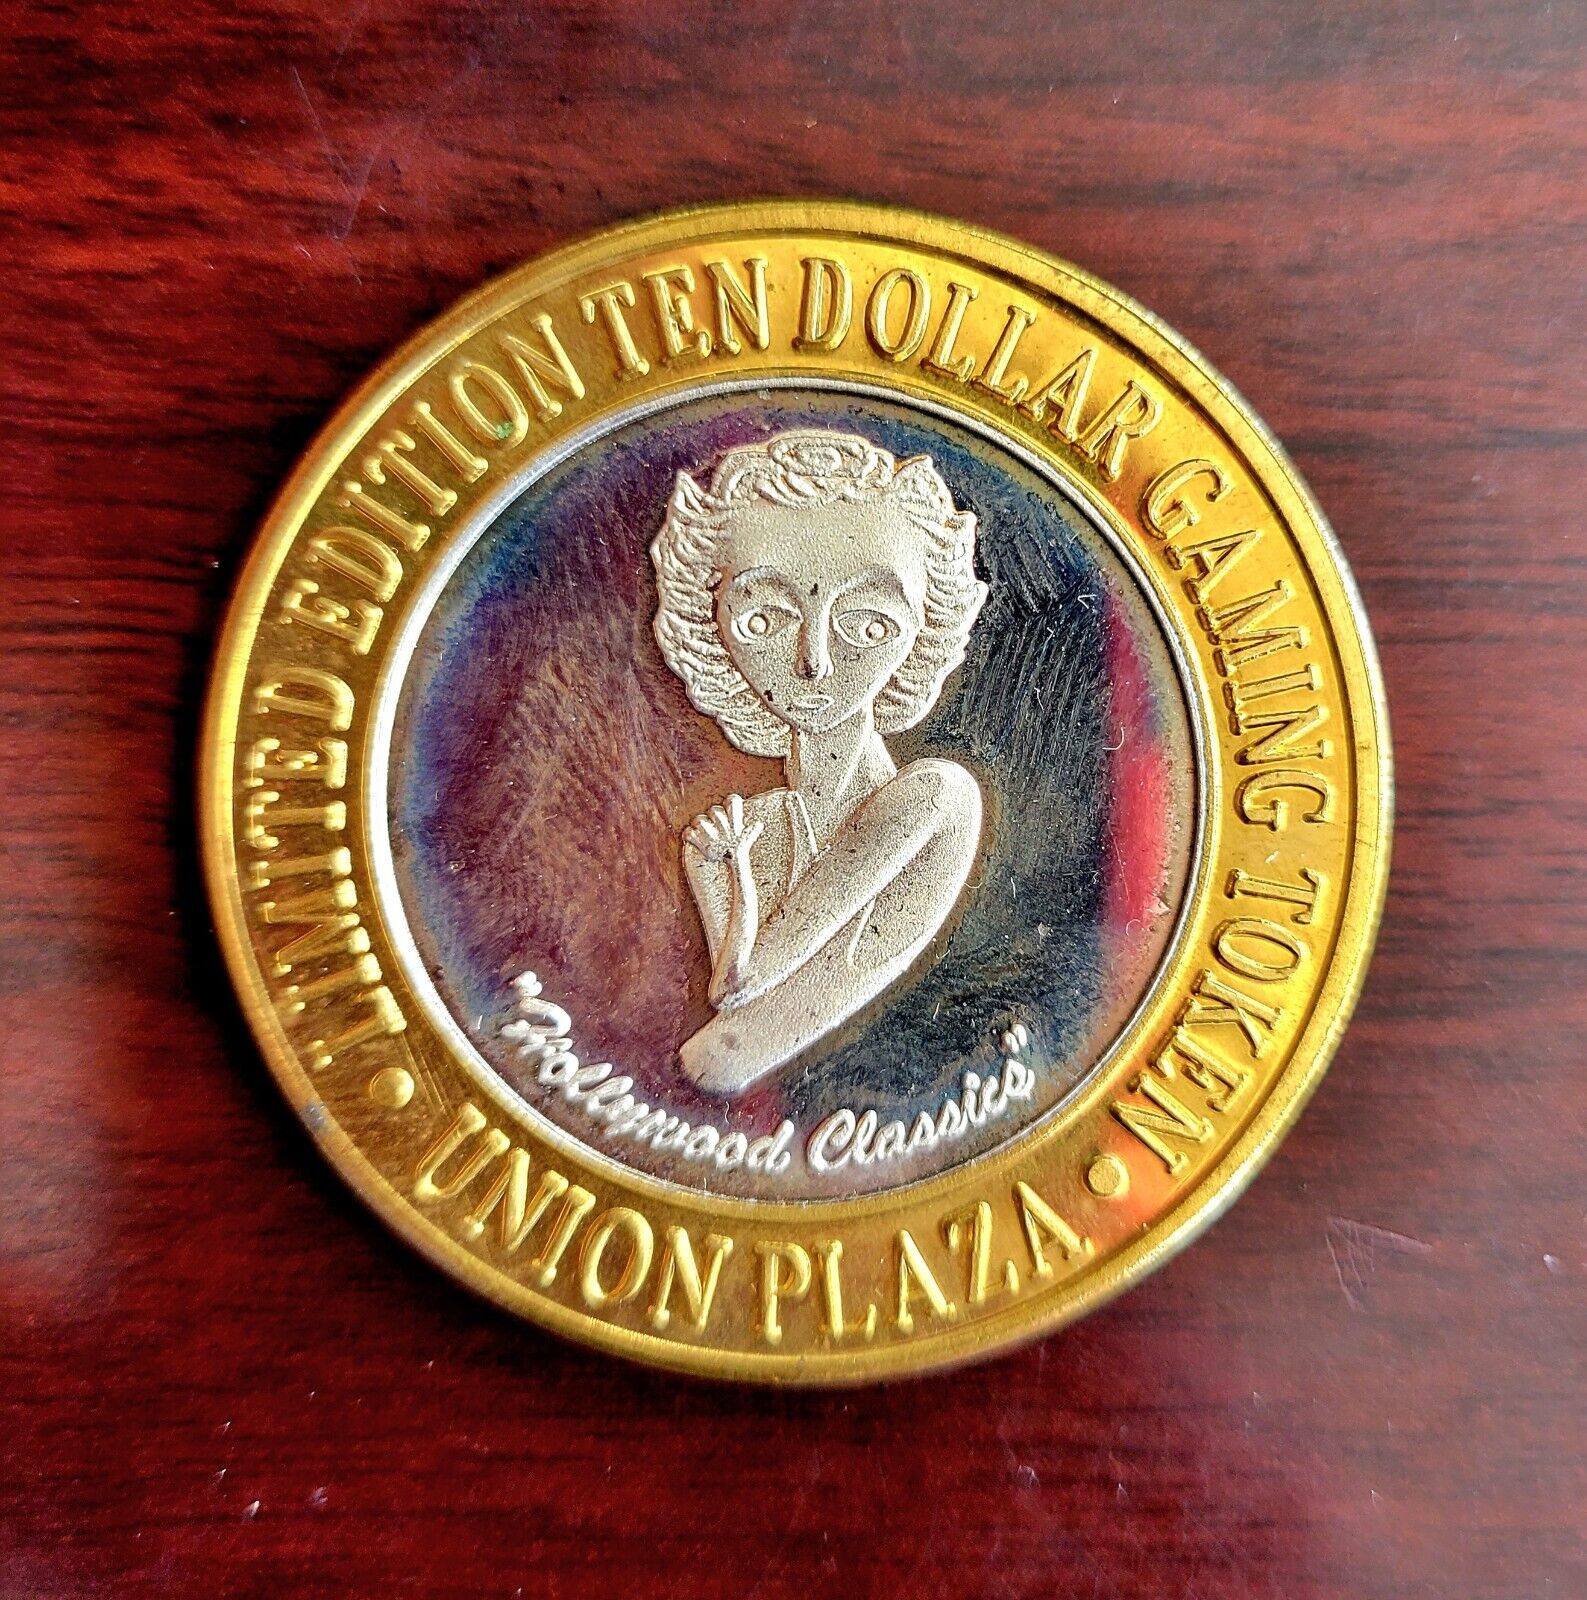 LIMITED EDITION TEN DOLLAR GAMING TOKEN
"Hollywood Classics"
• UNION PLAZA •